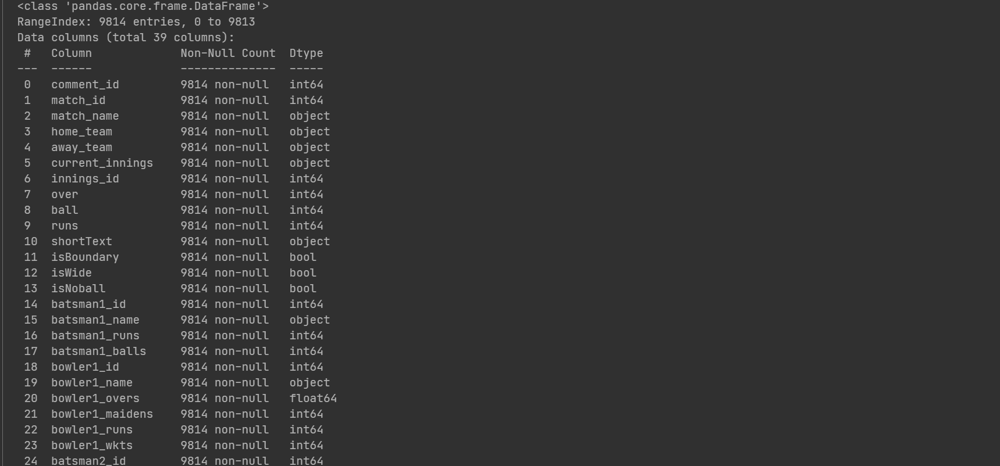 <class 'pandas.core.frame.DataFrame'>
RangeIndex: 9814 entries, 0 to 9813
Data columns (total 39 columns):
 #   Column             Non-Null Count  Dtype
---  ------             --------------  -----
 0   comment_id         9814 non-null   int64
 1   match_id           9814 non-null   int64
 2   match_name         9814 non-null   object
 3   home_team          9814 non-null   object
 4   away_team          9814 non-null   object
 5   current_innings    9814 non-null   object
 6   innings_id         9814 non-null   int64
 7   over               9814 non-null   int64
 8   ball               9814 non-null   int64
 9   runs               9814 non-null   int64
 10  shortText          9814 non-null   object
 11  isBoundary         9814 non-null   bool
 12  isWide             9814 non-null   bool
 13  isNoball           9814 non-null   bool
 14  batsman1_id        9814 non-null   int64
 15  batsman1_name      9814 non-null   object
 16  batsman1_runs      9814 non-null   int64
 17  batsman1_balls     9814 non-null   int64
 18  bowler1_id         9814 non-null   int64
 19  bowler1_name       9814 non-null   object
 20  bowler1_overs      9814 non-null   float64
 21  bowler1_maidens    9814 non-null   int64
 22  bowler1_runs       9814 non-null   int64
 23  bowler1_wkts       9814 non-null   int64
 24  batsman2_id        9814 non-null   int64